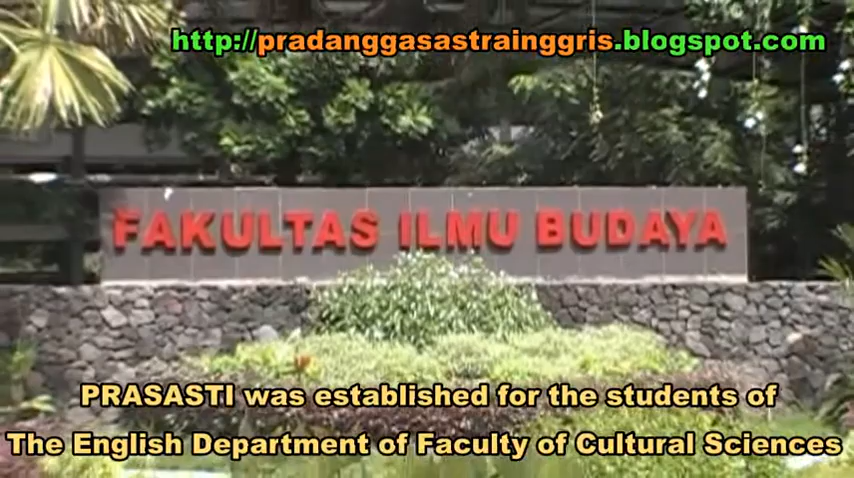 http://pradanggasastrainggris.blogspot.com
FAKULTAS ILMU BUDAYA
PRASASTI was established for the students of
The English Department of Faculty of Cultural Sciences